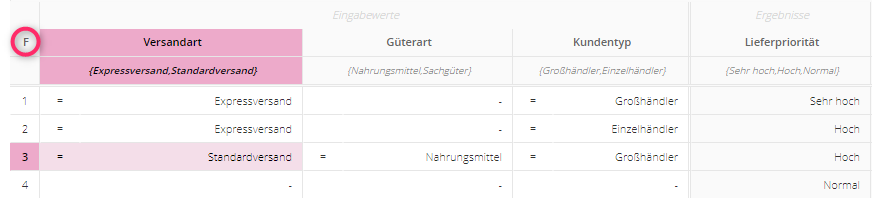 Eingabewerte Ergebnisse
F Versandart Güterart Kundentyp Lieferpriorität
{Expressversand,Standardversand} {Nahrungsmittel,Sachgüter} {Großhändler,Einzelhändler} {Sehr hoch,Hoch,Normal}
1 = Expressversand - = Großhändler Sehr hoch
2 = Expressversand - = Einzelhändler Hoch
3 = Standardversand = Nahrungsmittel = Großhändler Hoch
4 - - - Normal